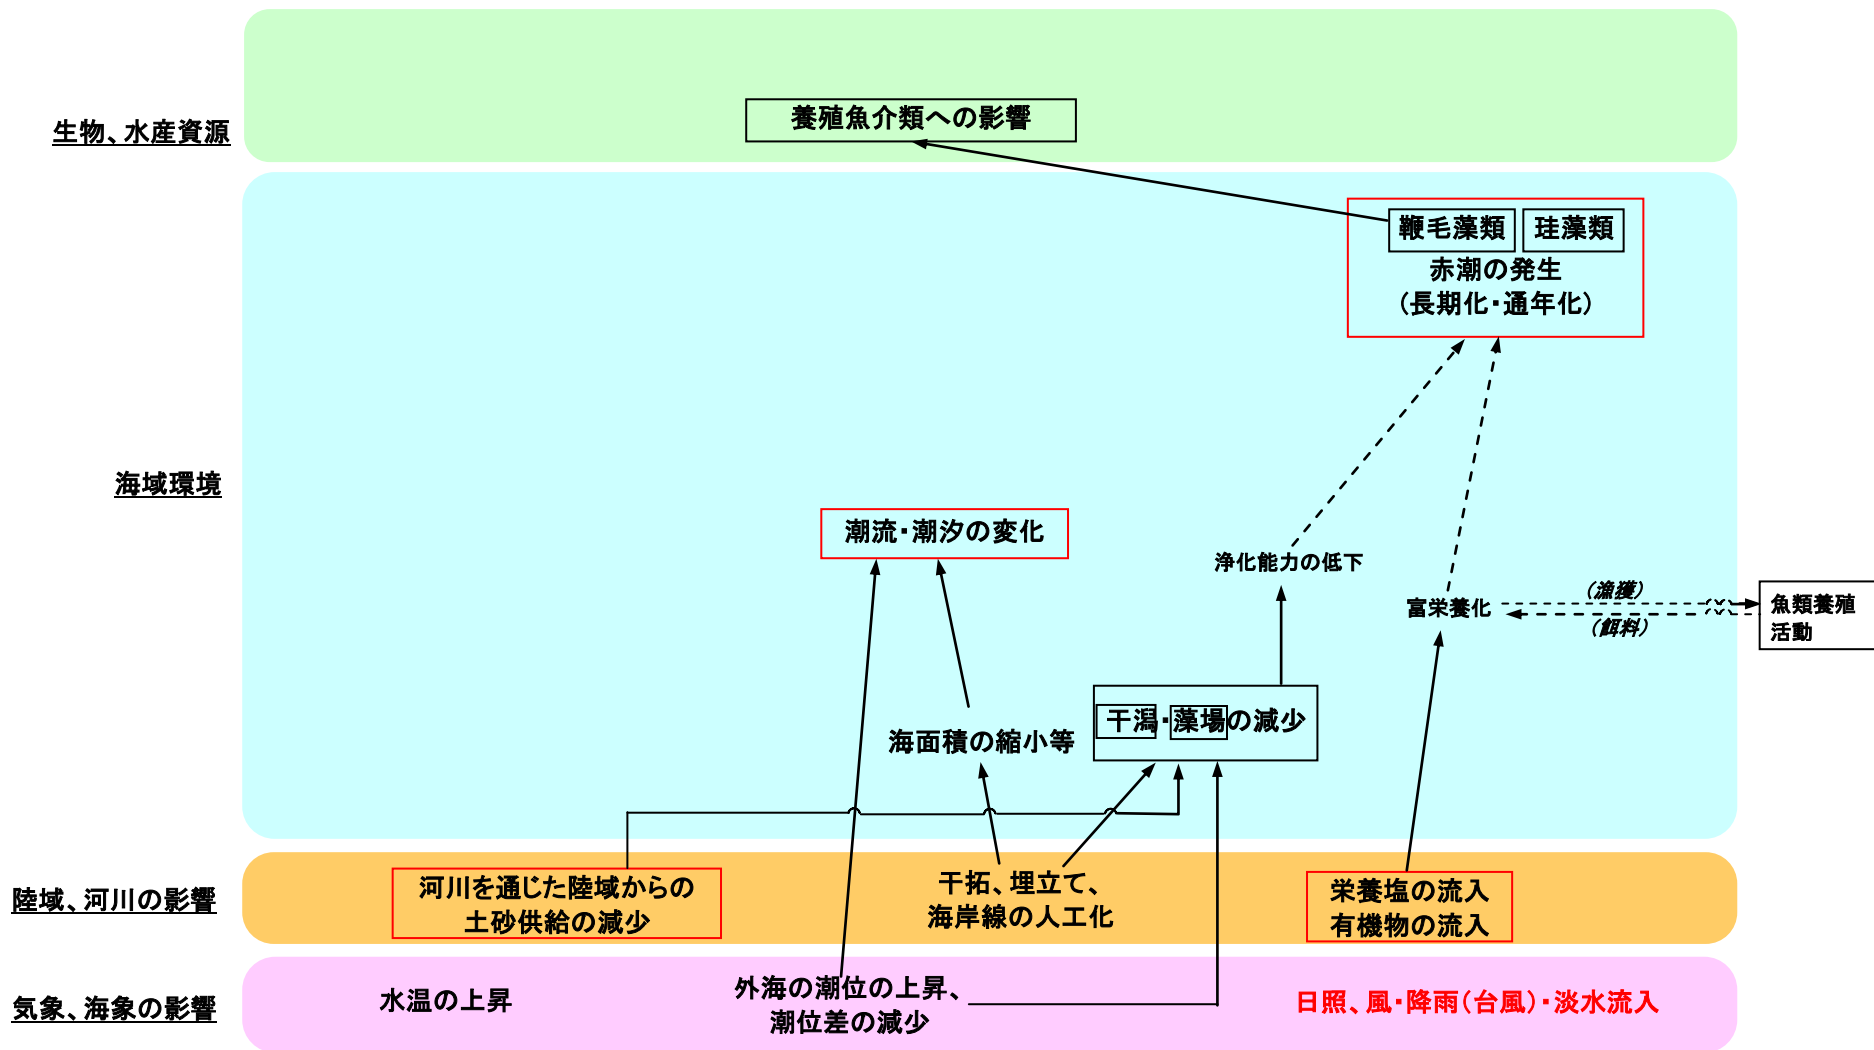 生物、水産資源
養殖魚介類への影響
鞭毛藻類
珪藻類
赤潮の発生
（長期化・通年化）
海域環境
潮流・潮汐の変化
浄化能力の低下
富栄養化
（漁獲）
（餌料）
魚類養殖
活動
干潟・藻場の減少
海面積の縮小等
陸域、河川の影響
河川を通じた陸域からの
土砂供給の減少
干拓、埋立て、
海岸線の人工化
栄養塩の流入
有機物の流入
気象、海象の影響
水温の上昇
外海の潮位の上昇、
潮位差の減少
日照、風・降雨（台風）・淡水流入